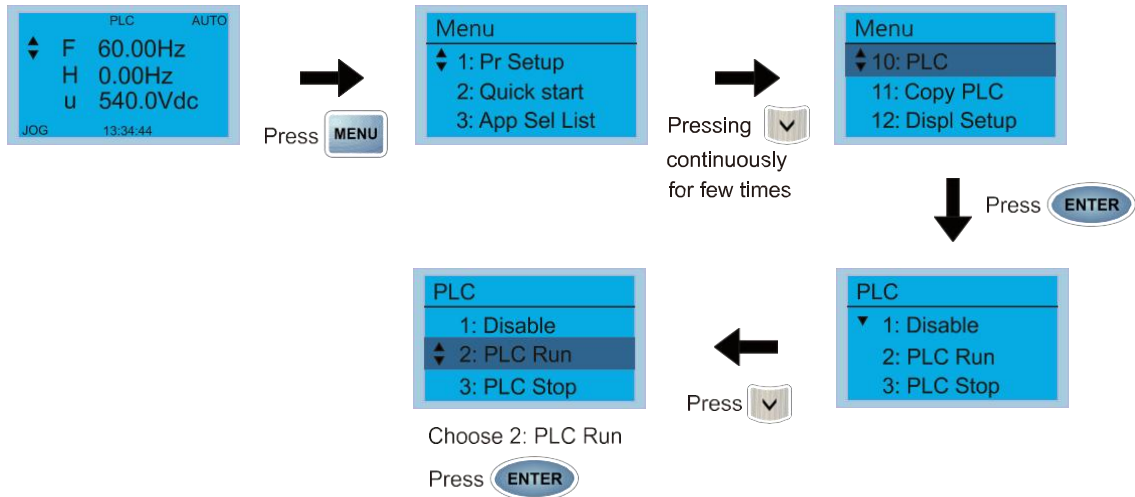 PLC AUTO
F 60.00Hz
H 0.00Hz
u 540.0Vdc
JOG 13:34:44
Press MENU
Menu
1: Pr Setup
2: Quick start
3: App Sel List
Pressing
continuously
for few times
Menu
10: PLC
11: Copy PLC
12: Displ Setup
Press ENTER
PLC
1: Disable
2: PLC Run
3: PLC Stop
Press
PLC
1: Disable
2: PLC Run
3: PLC Stop
Choose 2: PLC Run
Press ENTER